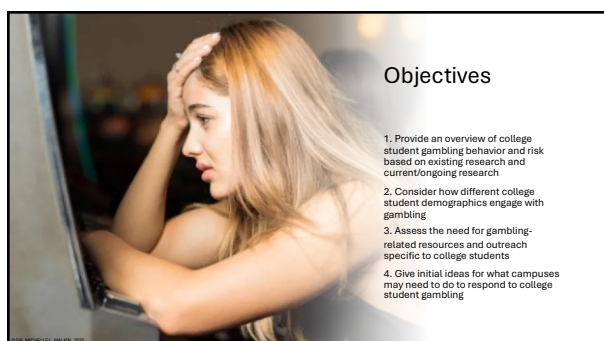 Objectives
1. Provide an overview of college
student gambling behavior and risk
based on existing research and
current/ongoing research
2. Consider how different college
student demographics engage with
gambling
3. Assess the need for gambling-
related resources and outreach
specific to college students
4. Give initial ideas for what campuses
may need to do to respond to college
student gambling
MICHELLE L. MALKIN, 2025